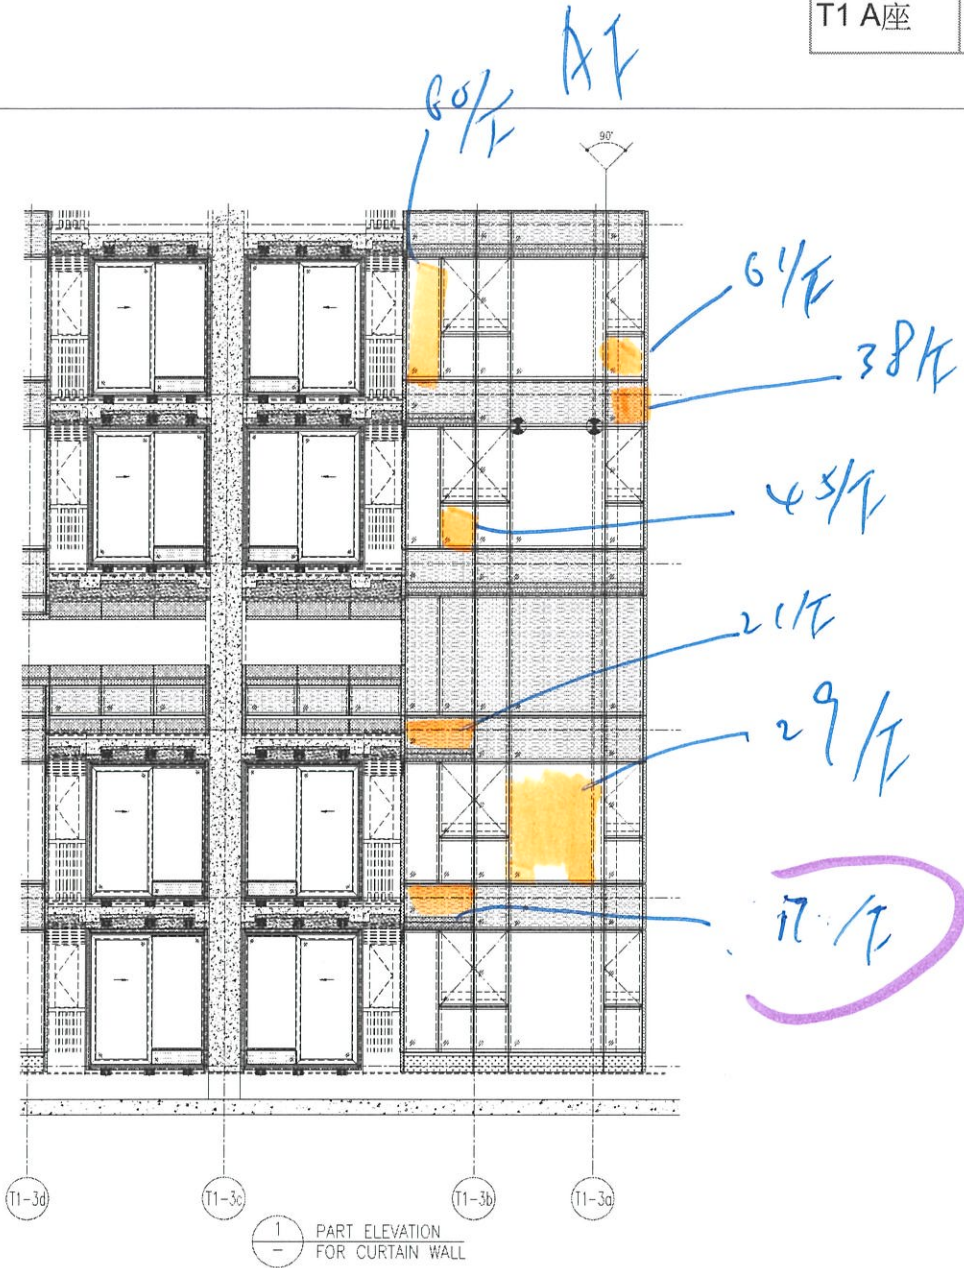 T1 A座
60/F
90°
61/F
38/F
45/F
21/F
29/F
17/F
T1-3d
T1-3c
T1-3b
T1-3a
1
PART ELEVATION
FOR CURTAIN WALL